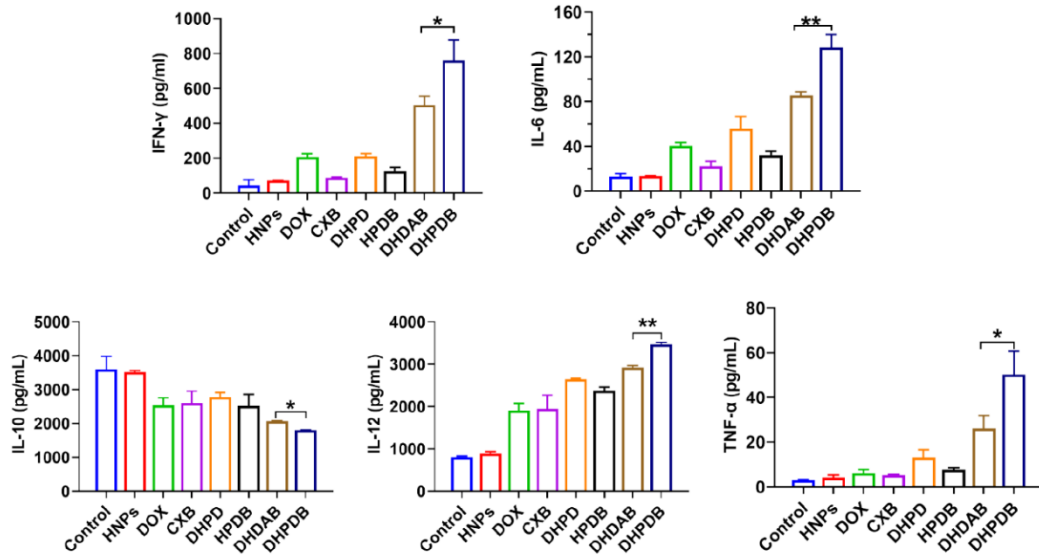 IFN-γ (pg/ml)
1000
800
600
400
200
0
*
Control
HNPs
DOX
CXB
DHPD
HPDB
DHDAB
DHPDB
IL-6 (pg/mL)
160
120
80
40
0
**
Control
HNPs
DOX
CXB
DHPD
HPDB
DHDAB
DHPDB
IL-10 (pg/mL)
5000
4000
3000
2000
1000
0
*
Control
HNPs
DOX
CXB
DHPD
HPDB
DHDAB
DHPDB
IL-12 (pg/mL)
4000
3000
2000
1000
0
**
Control
HNPs
DOX
CXB
DHPD
HPDB
DHDAB
DHPDB
TNF-α (pg/mL)
80
60
40
20
0
*
Control
HNPs
DOX
CXB
DHPD
HPDB
DHDAB
DHPDB